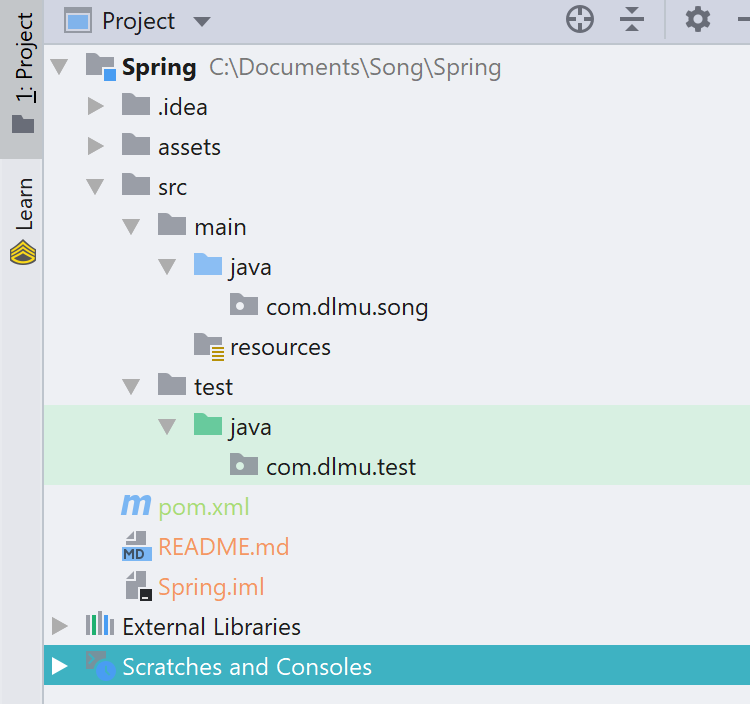 Project
1: Project
Learn
Spring C:\Documents\Song\Spring
.idea
assets
src
main
java
com.dlmu.song
resources
test
java
com.dlmu.test
m pom.xml
MD README.md
Spring.iml
External Libraries
Scratches and Consoles